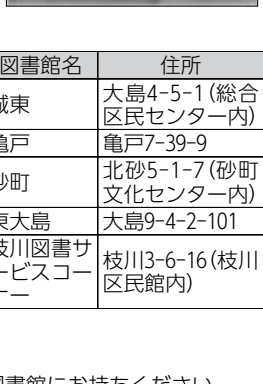 図書館名 住所
城東 大島4-5-1(総合
区民センター内)
亀戸 亀戸7-39-9
砂町 北砂5-1-7(砂町
文化センター内)
東大島 大島9-4-2-101
枝川図書サ
ービスコー
ナー
枝川3-6-16(枝川
区民館内)
図書館にお持ちください